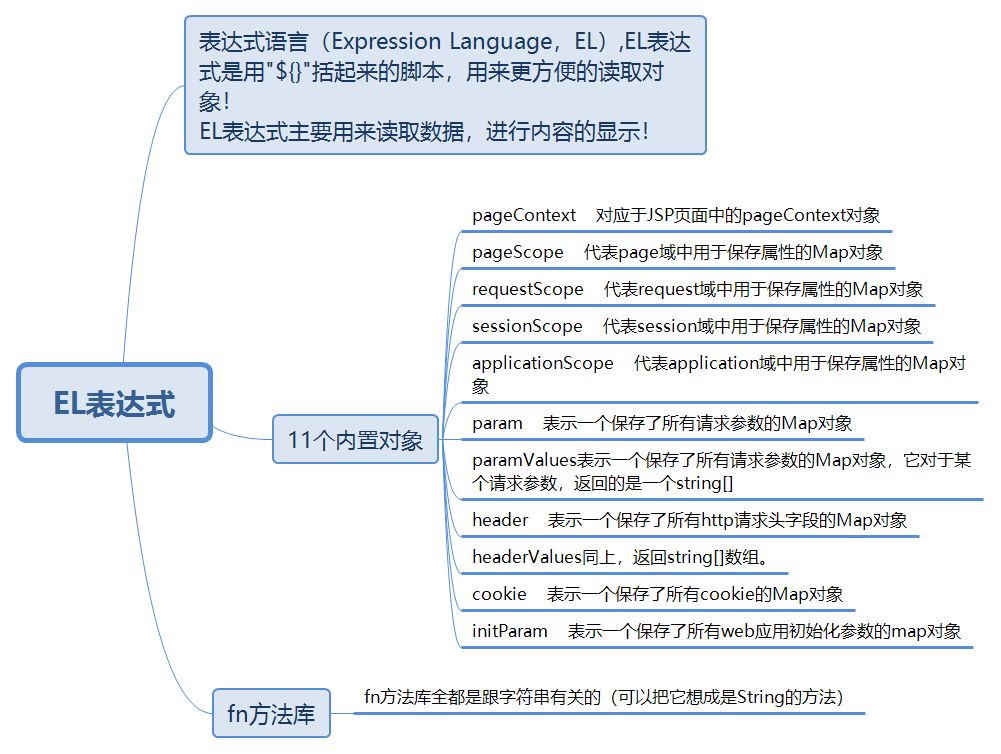 表达式语言（Expression Language，EL）,EL表达
式是用"${}"括起来的脚本，用来更方便的读取对
象！
EL表达式主要用来读取数据，进行内容的显示！
EL表达式
11个内置对象
pageContext 对应于JSP页面中的pageContext对象
pageScope 代表page域中用于保存属性的Map对象
requestScope 代表request域中用于保存属性的Map对象
sessionScope 代表session域中用于保存属性的Map对象
applicationScope 代表application域中用于保存属性的Map对
象
param 表示一个保存了所有请求参数的Map对象
paramValues表示一个保存了所有请求参数的Map对象，它对于某
个请求参数，返回的是一个string[]
header 表示一个保存了所有http请求头字段的Map对象
headerValues同上，返回string[]数组。
cookie 表示一个保存了所有cookie的Map对象
initParam 表示一个保存了所有web应用初始化参数的map对象
fn方法库
fn方法库全都是跟字符串有关的（可以把它想成是String的方法）